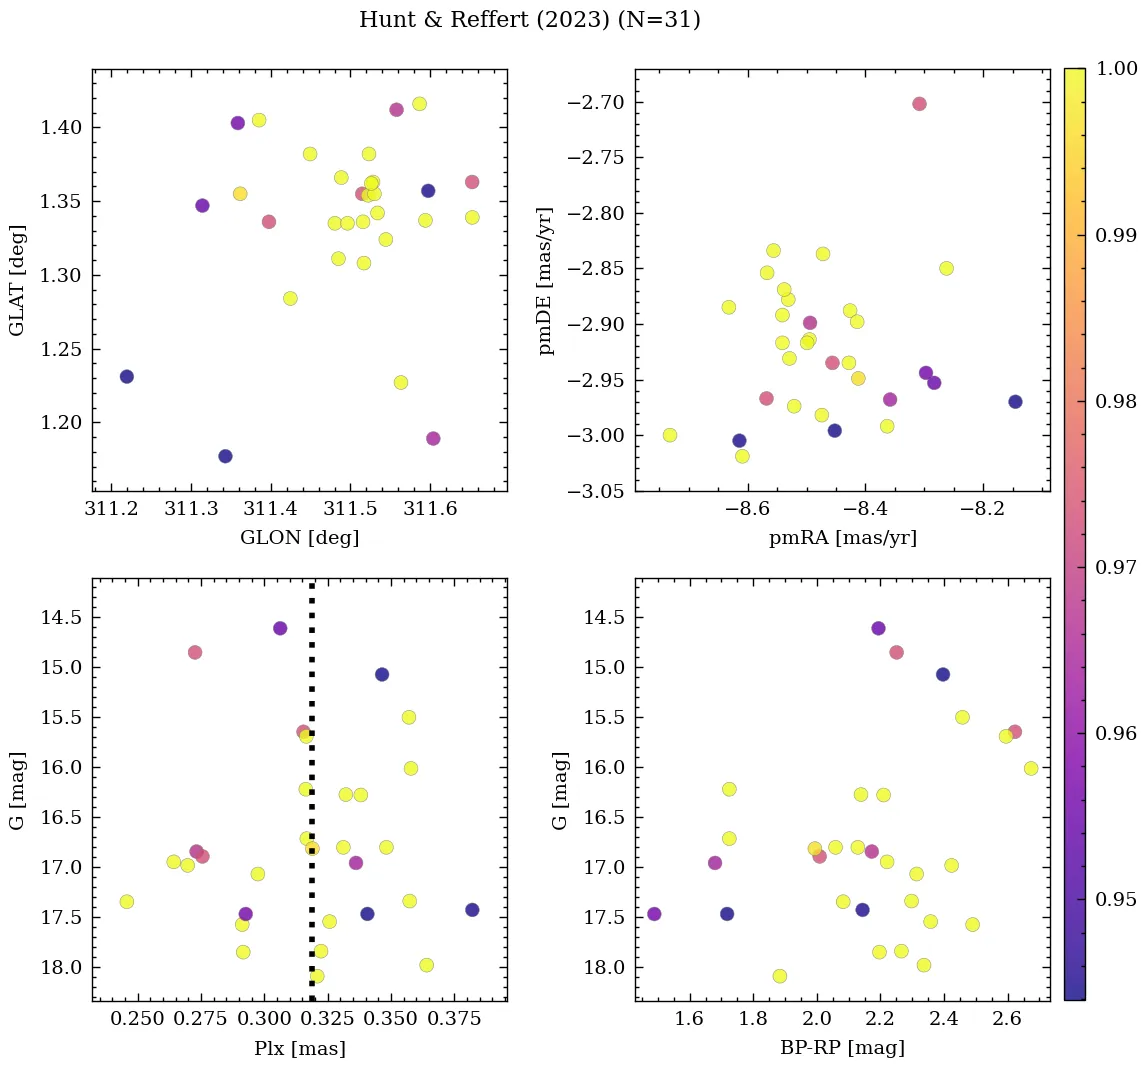 Hunt & Reffert (2023) (N=31)
1.40
1.35
1.30
1.25
1.20
GLAT [deg]
311.2 311.3 311.4 311.5 311.6
GLON [deg]
−2.70
−2.75
−2.80
−2.85
−2.90
−2.95
−3.00
−3.05
pmDE [mas/yr]
−8.6 −8.4 −8.2
pmRA [mas/yr]
1.00
0.99
0.98
0.97
0.96
0.95
14.5
15.0
15.5
16.0
16.5
17.0
17.5
18.0
G [mag]
0.250 0.275 0.300 0.325 0.350 0.375
Plx [mas]
14.5
15.0
15.5
16.0
16.5
17.0
17.5
18.0
G [mag]
1.6 1.8 2.0 2.2 2.4 2.6
BP-RP [mag]